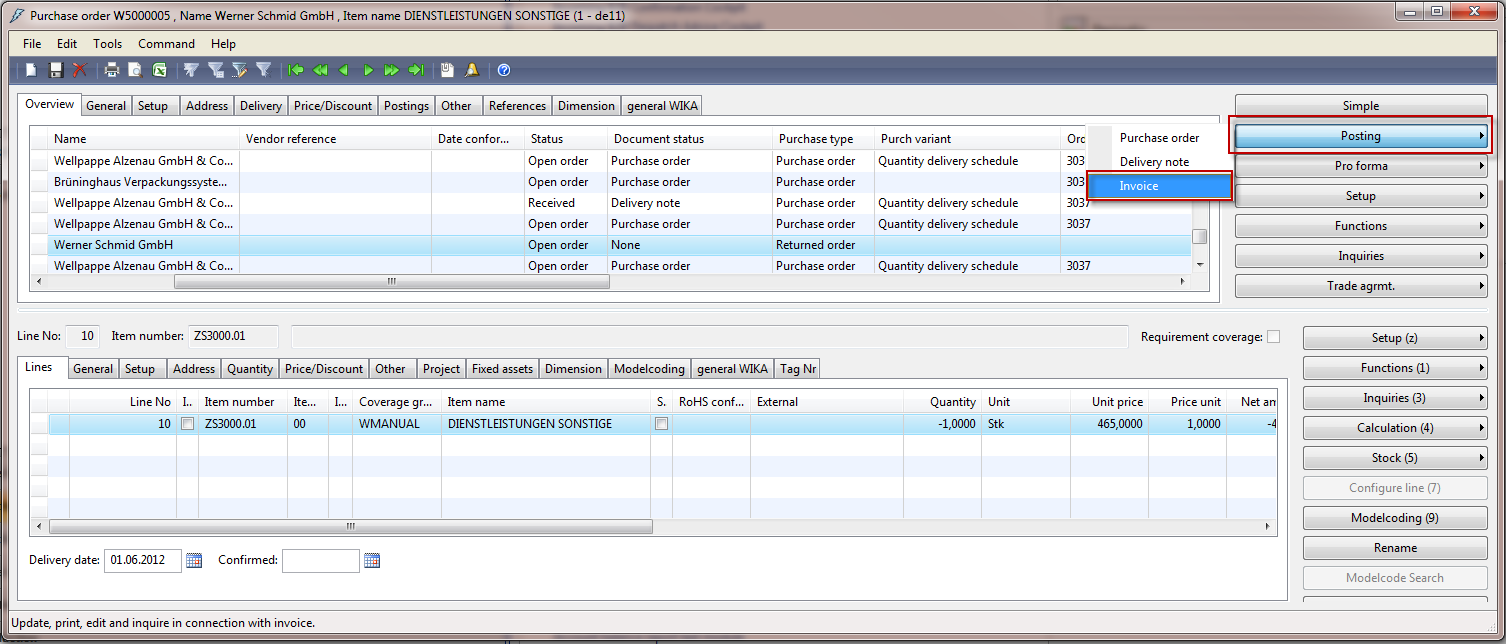 Purchase order W5000005 , Name Werner Schmid GmbH , Item name DIENSTLEISTUNGEN SONSTIGE (1 - de11)
File Edit Tools Command Help
Overview General Setup Address Delivery Price/Discount Postings Other References Dimension general WIKA
Name Vendor reference Date confor... Status Document status Purchase type Purch variant Orc
Wellpappe Alzenau GmbH & Co... Open order Purchase order Purchase order Quantity delivery schedule 303
Brüninghaus Verpackungssyste... Open order Purchase order Purchase order 303
Wellpappe Alzenau GmbH & Co... Received Delivery note Purchase order Quantity delivery schedule 3037
Wellpappe Alzenau GmbH & Co... Open order Purchase order Purchase order Quantity delivery schedule 3037
Werner Schmid GmbH Open order None Returned order
Wellpappe Alzenau GmbH & Co... Open order Purchase order Purchase order Quantity delivery schedule 3037
Purchase order
Delivery note
Invoice
Simple
Posting
Pro forma
Setup
Functions
Inquiries
Trade agrmt.
Line No: 10 Item number: ZS3000.01 Requirement coverage:
Lines General Setup Address Quantity Price/Discount Other Project Fixed assets Dimension Modelcoding general WIKA Tag Nr
Line No I.. Item number Ite... I... Coverage gr... Item name S. RoHS conf... External Quantity Unit Unit price Price unit Net am
10 ZS3000.01 00 WMANUAL DIENSTLEISTUNGEN SONSTIGE -1,0000 Stk 465,0000 1,0000 -4
Delivery date: 01.06.2012 Confirmed:
Setup (z)
Functions (1)
Inquiries (3)
Calculation (4)
Stock (5)
Configure line (7)
Modelcoding (9)
Rename
Modelcode Search
Update, print, edit and inquire in connection with invoice.